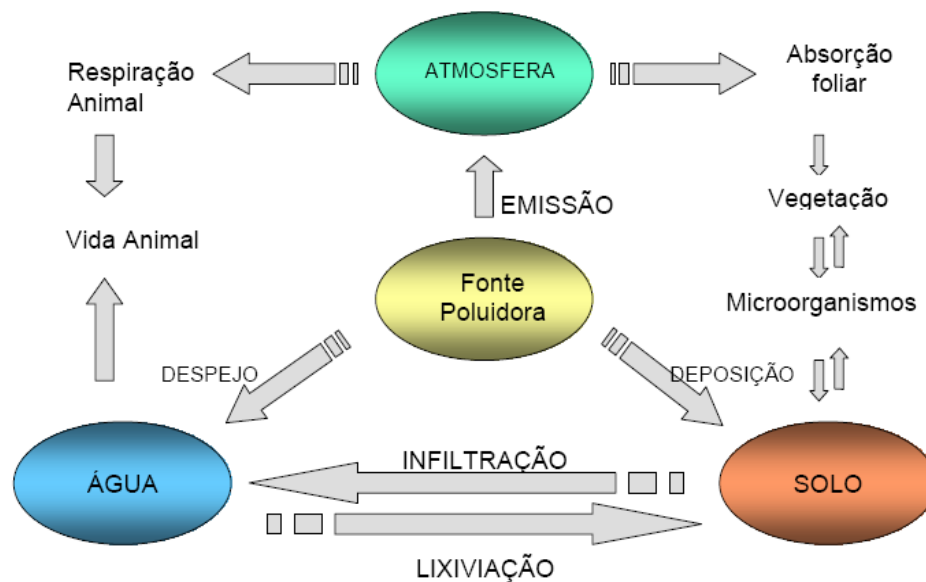 ATMOSFERA
Respiração
Animal
Absorção
foliar
EMISSÃO
Vegetação
Vida Animal
Fonte
Poluidora
Microorganismos
DESPEJO
DEPOSIÇÃO
INFILTRAÇÃO
ÁGUA
SOLO
LIXIVIAÇÃO